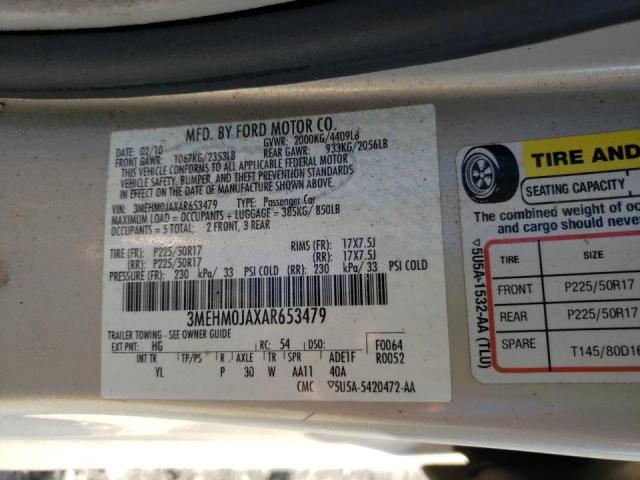 MFD. BY FORD MOTOR CO.
DATE: 02/10 GVWR: 2000KG/4409LB
FRONT GAWR: 1067KG/2353LB REAR GAWR: 933KG/2056LB
THIS VEHICLE CONFORMS TO ALL APPLICABLE FEDERAL MOTOR
VEHICLE SAFETY, BUMPER, AND THEFT PREVENTION STANDARDS
IN EFFECT ON THE DATE OF MANUFACTURE SHOWN ABOVE.
VIN: 3MEHM0JAXAR653479 TYPE: Passenger Car
MAXIMUM LOAD = OCCUPANTS + LUGGAGE = 385KG/ 850LB
OCCUPANTS = 5 TOTAL: 2 FRONT, 3 REAR
TIRE (FR): P225/50R17 RIMS (FR): 17X7.5J
(RR): P225/50R17 (RR): 17X7.5J
PRESSURE (FR): 230 kPa/ 33 PSI COLD (RR): 230 kPa/ 33 PSI COLD
3MEHM0JAXAR653479
TRAILER TOWING - SEE OWNER GUIDE
EXT PNT: HG RC: 54 DSO: F0064
INT TR TP/PS R AXLE TR SPR ADE1F R0052
YL P 30 W AA11 40A
CMC ▽5U5A-5420472-AA
TIRE AND
SEATING CAPACITY
The combined weight of oc
and cargo should never
▽5U5A-1532-AA (TL0)
TIRE SIZE
FRONT P225/50R17
REAR P225/50R17
SPARE T145/80D16